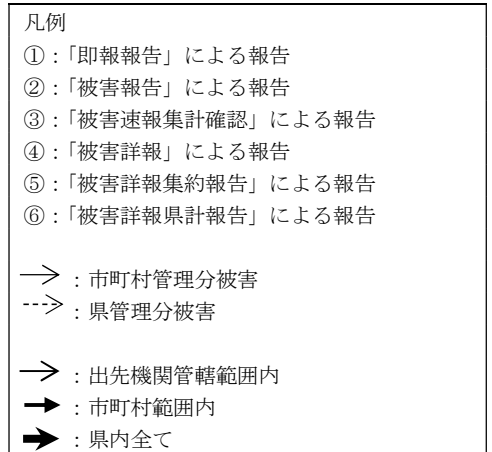 凡例
①：「即報報告」による報告
②：「被害報告」による報告
③：「被害速報集計確認」による報告
④：「被害詳報」による報告
⑤：「被害詳報集約報告」による報告
⑥：「被害詳報県計報告」による報告
：市町村管理分被害
：県管理分被害
：出先機関管轄範囲内
：市町村範囲内
：県内全て